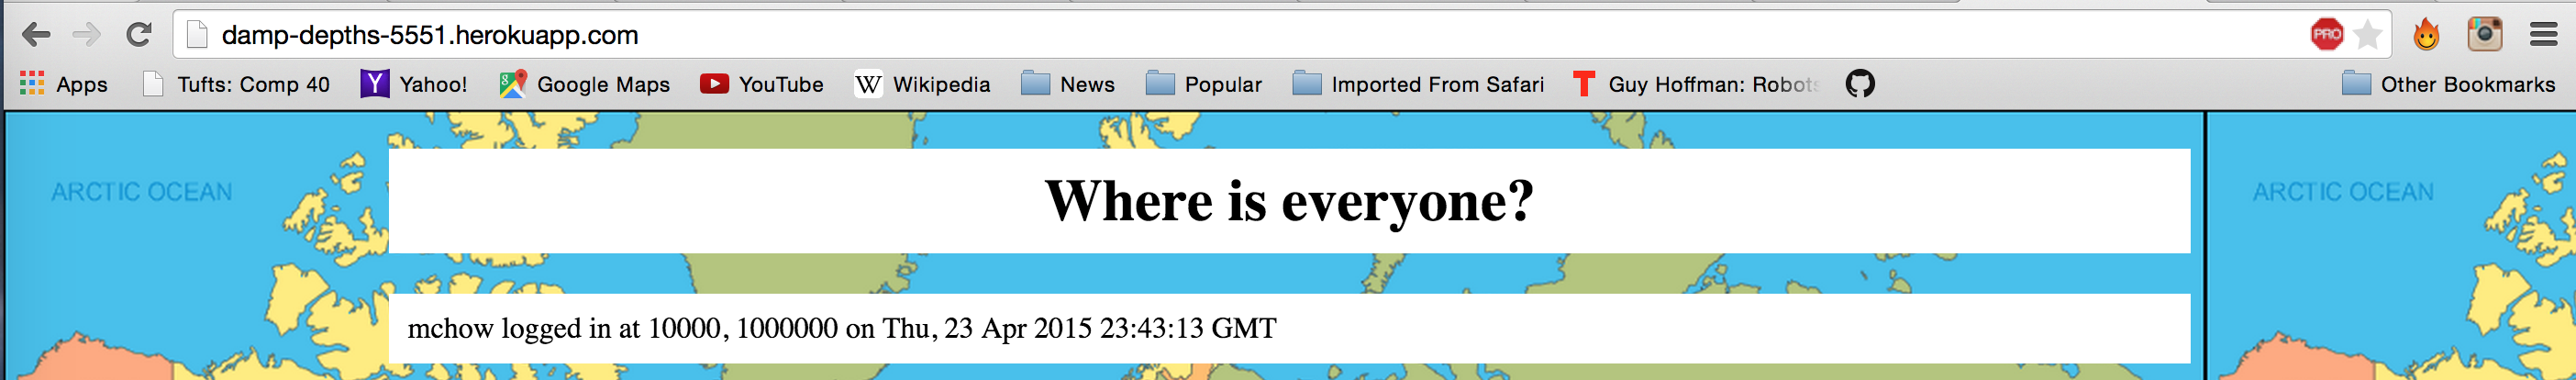 damp-depths-5551.herokuapp.com
PRO
Apps Tufts: Comp 40 Yahoo! Google Maps YouTube W Wikipedia News Popular Imported From Safari T Guy Hoffman: Robots Other Bookmarks
ARCTIC OCEAN
Where is everyone?
ARCTIC OCEAN
mchow logged in at 10000, 1000000 on Thu, 23 Apr 2015 23:43:13 GMT